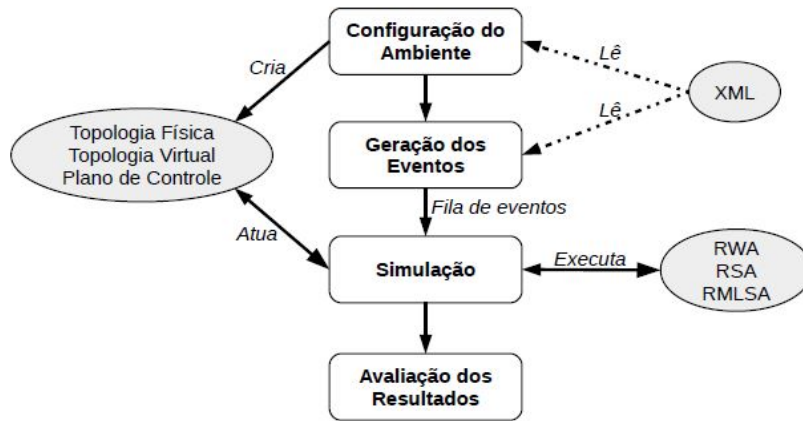 Configuração do
Ambiente
Cria
Lê
XML
Lê
Topologia Física
Topologia Virtual
Plano de Controle
Geração dos
Eventos
Fila de eventos
Atua
Simulação
Executa
RWA
RSA
RMLSA
Avaliação dos
Resultados